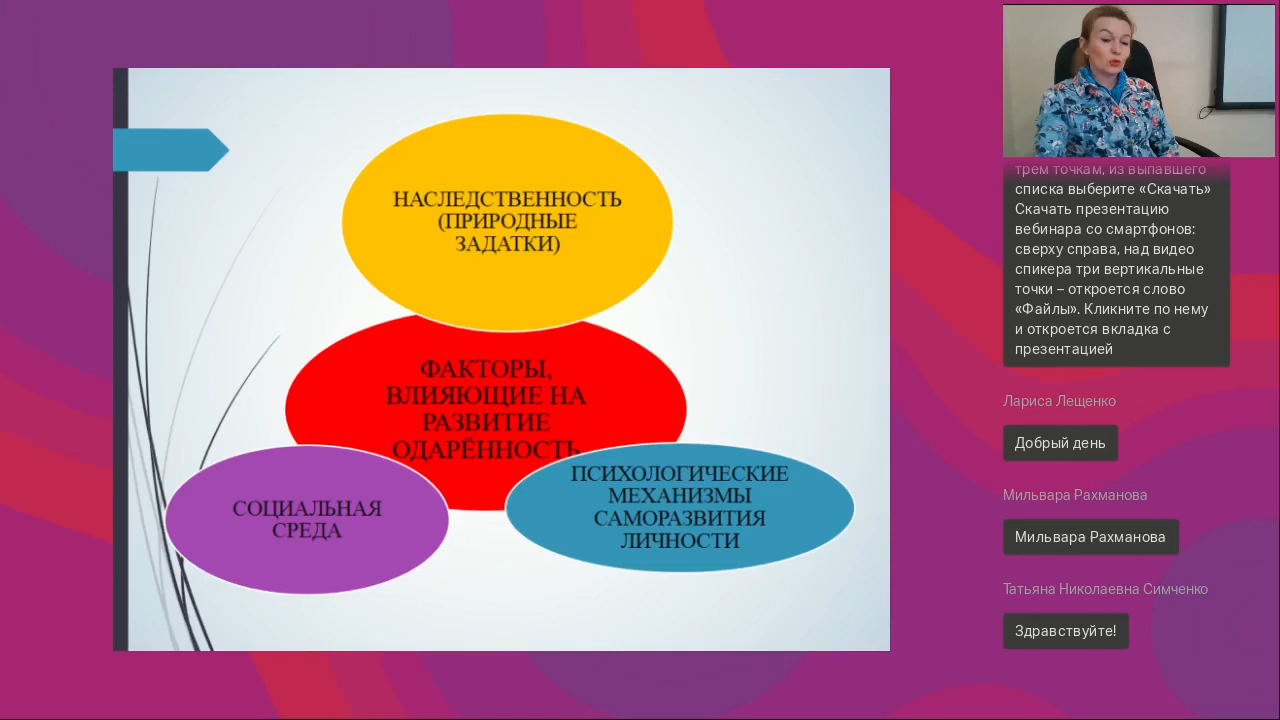 НАСЛЕДСТВЕННОСТЬ
(ПРИРОДНЫЕ
ЗАДАТКИ)
ФАКТОРЫ,
ВЛИЯЮЩИЕ НА
РАЗВИТИЕ
ОДАРЁННОСТЬ
СОЦИАЛЬНАЯ
СРЕДА
ПСИХОЛОГИЧЕСКИЕ
МЕХАНИЗМЫ
САМОРАЗВИТИЯ
ЛИЧНОСТИ
трем точкам, из выпавшего
списка выберите «Скачать»
Скачать презентацию
вебинара со смартфонов:
сверху справа, над видео
спикера три вертикальные
точки – откроется слово
«Файлы». Кликните по нему
и откроется вкладка с
презентацией
Лариса Лещенко
Добрый день
Мильвара Рахманова
Мильвара Рахманова
Татьяна Николаевна Симченко
Здравствуйте!